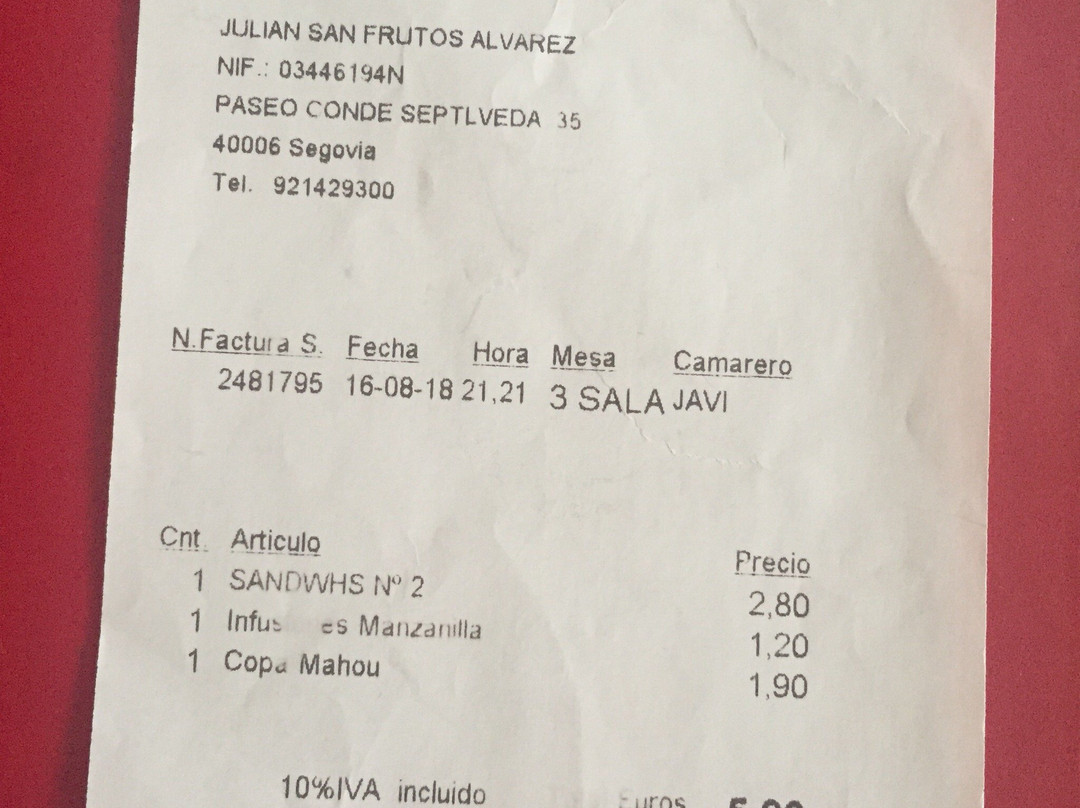 JULIAN SAN FRUTOS ALVAREZ
NIF.: 03446194N
PASEO CONDE SEPTLVEDA 35
40006 Segovia
Tel. 921429300
N.Factura S. Fecha Hora Mesa Camarero
2481795 16-08-18 21,21 3 SALA JAVI
Cnt. Articulo Precio
1 SANDWHS Nº 2 2,80
1 Infus es Manzanilla 1,20
1 Copa Mahou 1,90
10%IVA incluido Euros